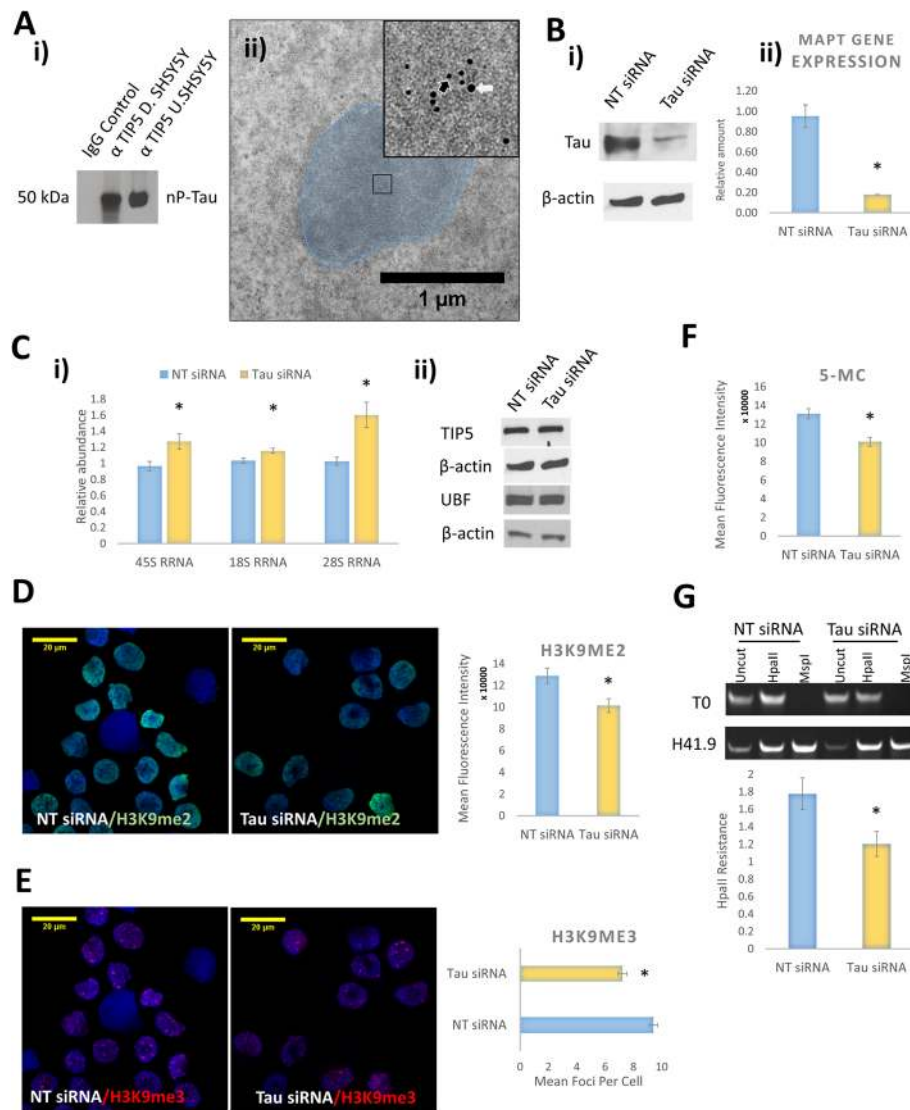 A
i)
IgG Control
α TIP5 D. SHSY5Y
α TIP5 U.SHSY5Y
50 kDa
nP-Tau
ii)
1 µm
B
i)
NT siRNA
Tau siRNA
Tau
β-actin
ii)
MAPT GENE
EXPRESSION
Relative amount
1.20
1.00
0.80
0.60
0.40
0.20
0.00
*
NT siRNA
Tau siRNA
C
i)
NT siRNA
Tau siRNA
Relative abundance
1.8
1.6
1.4
1.2
1
0.8
0.6
0.4
0.2
0
*
*
*
45S RRNA
18S RRNA
28S RRNA
ii)
NT siRNA
Tau siRNA
TIP5
β-actin
UBF
β-actin
F
5-MC
Mean Fluorescence Intensity
x 10000
16
14
12
10
8
6
4
2
0
*
NT siRNA
Tau siRNA
D
20 µm
NT siRNA/H3K9me2
20 µm
Tau siRNA/H3K9me2
H3K9ME2
Mean Fluorescence Intensity
x 10000
14
12
10
8
6
4
2
0
*
NT siRNA
Tau siRNA
G
NT siRNA
Tau siRNA
Uncut
HpaII
MspI
Uncut
HpaII
MspI
T0
H41.9
HpaII Resistance
2
1.8
1.6
1.4
1.2
1
0.8
0.6
0.4
0.2
0
*
NT siRNA
Tau siRNA
E
20 µm
NT siRNA/H3K9me3
20 µm
Tau siRNA/H3K9me3
H3K9ME3
Tau siRNA
*
NT siRNA
0 2 4 6 8 10
Mean Foci Per Cell